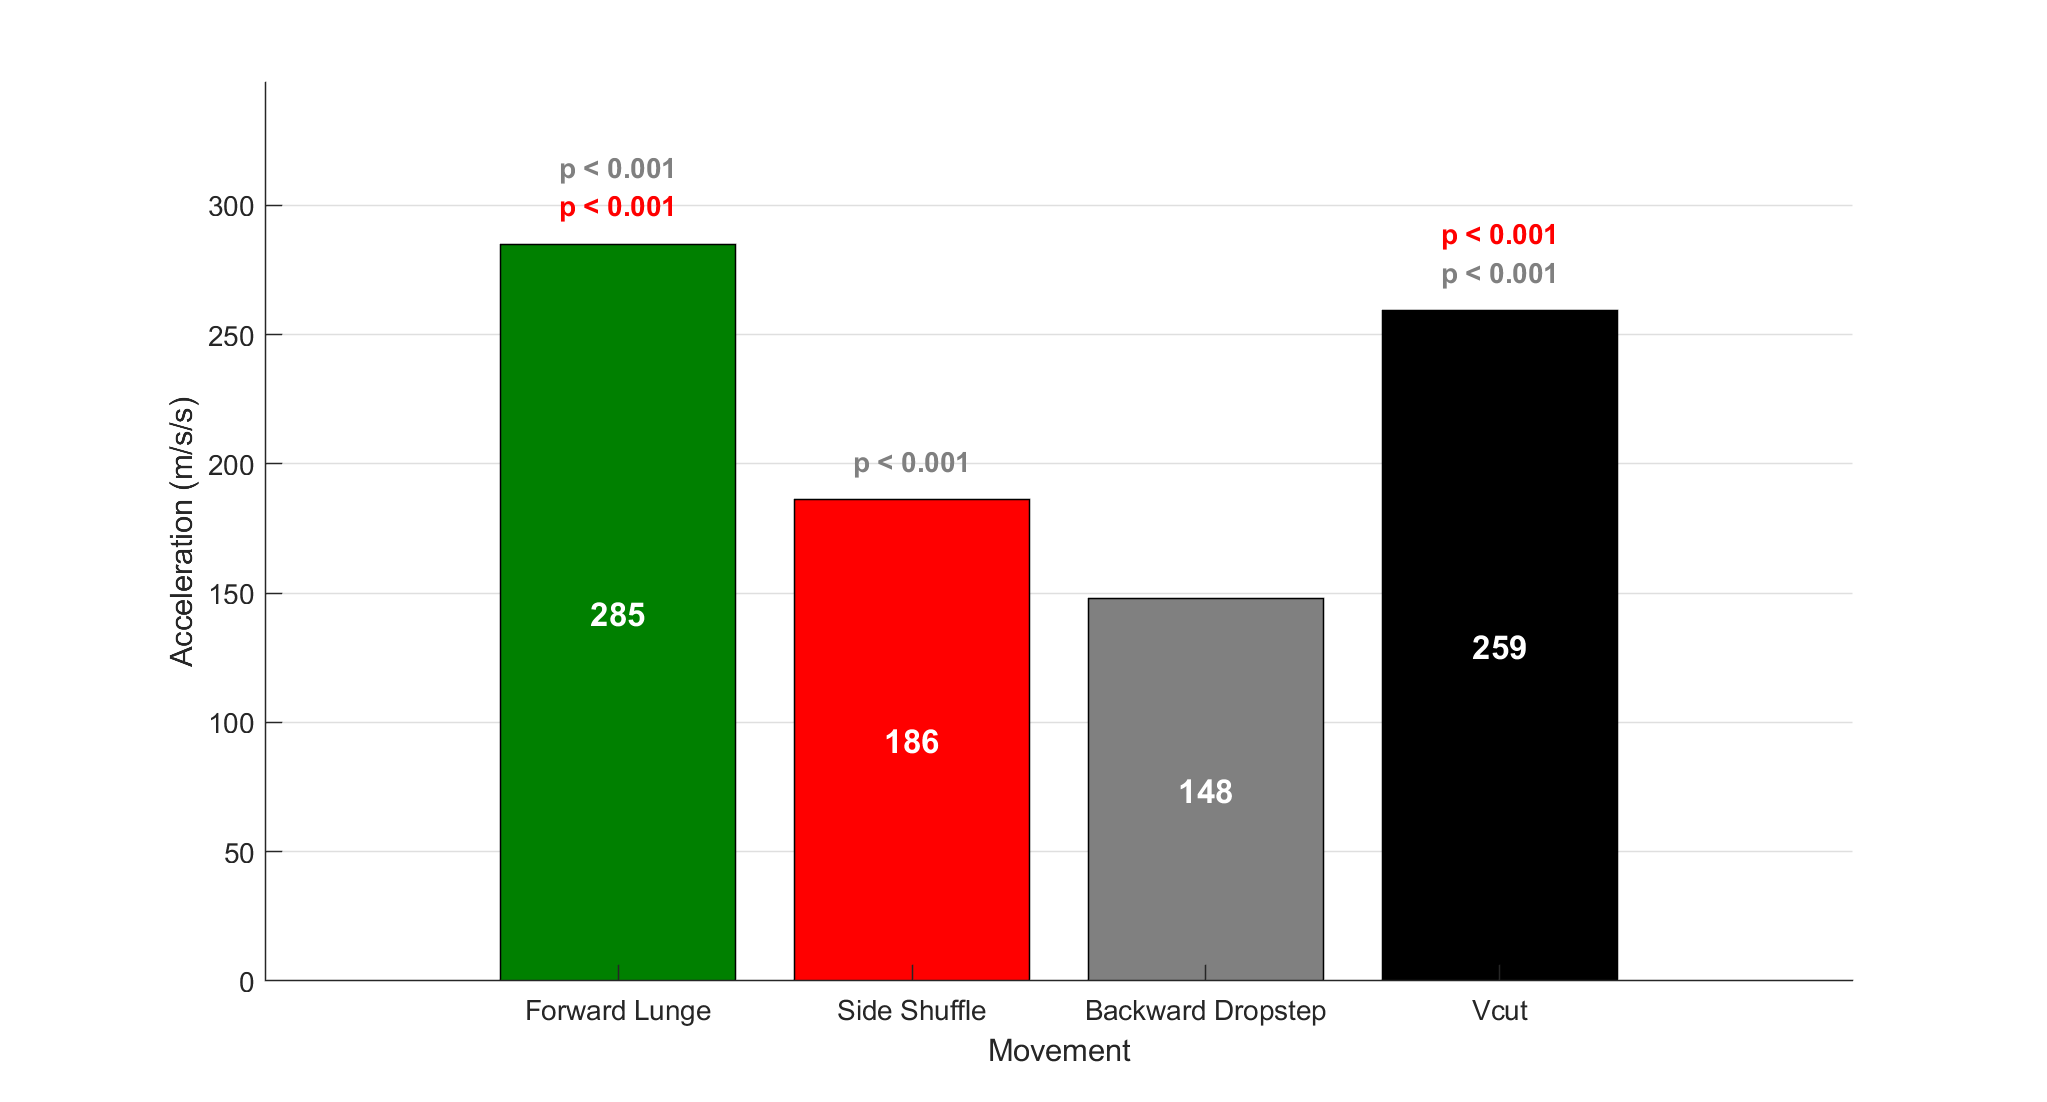 p < 0.001
p < 0.001
p < 0.001
p < 0.001
p < 0.001
300
250
200
150
100
50
0
Acceleration (m/s/s)
285
186
148
259
Forward Lunge
Side Shuffle
Backward Dropstep
Vcut
Movement